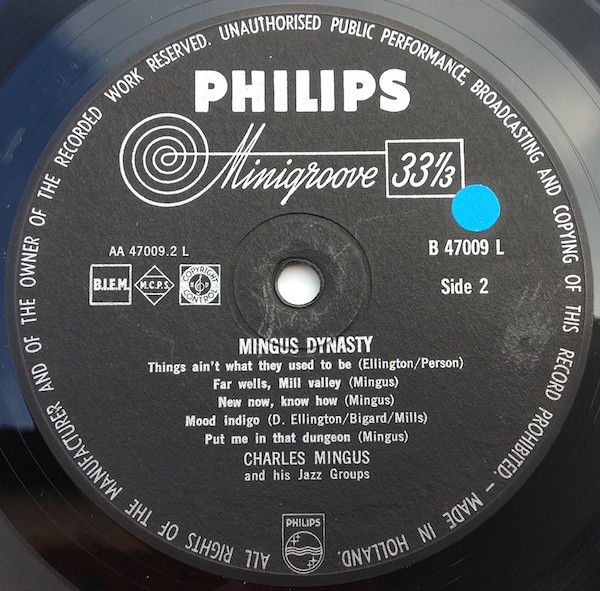 ALL RIGHTS OF THE MANUFACTURER AND OF THE OWNER OF THE RECORDED WORK RESERVED. UNAUTHORISED PUBLIC PERFORMANCE, BROADCASTING AND COPYING OF THIS RECORD PROHIBITED. – MADE IN HOLLAND.
PHILIPS
Minigroove 33⅓
AA 47009.2 L
B 47009 L
B.I.E.M. M.C.P.S. COPYRIGHT CONTROL
Side 2
MINGUS DYNASTY
Things ain't what they used to be (Ellington/Person)
Far wells, Mill valley (Mingus)
New now, know how (Mingus)
Mood indigo (D. Ellington/Bigard/Mills)
Put me in that dungeon (Mingus)
CHARLES MINGUS
and his Jazz Groups
PHILIPS